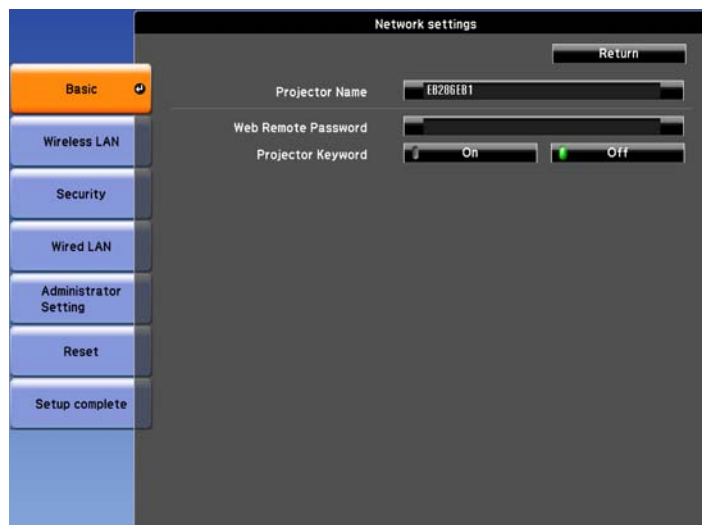 Network settings
Return
Basic
Projector Name EB286EB1
Web Remote Password
Wireless LAN
Projector Keyword On Off
Security
Wired LAN
Administrator
Setting
Reset
Setup complete